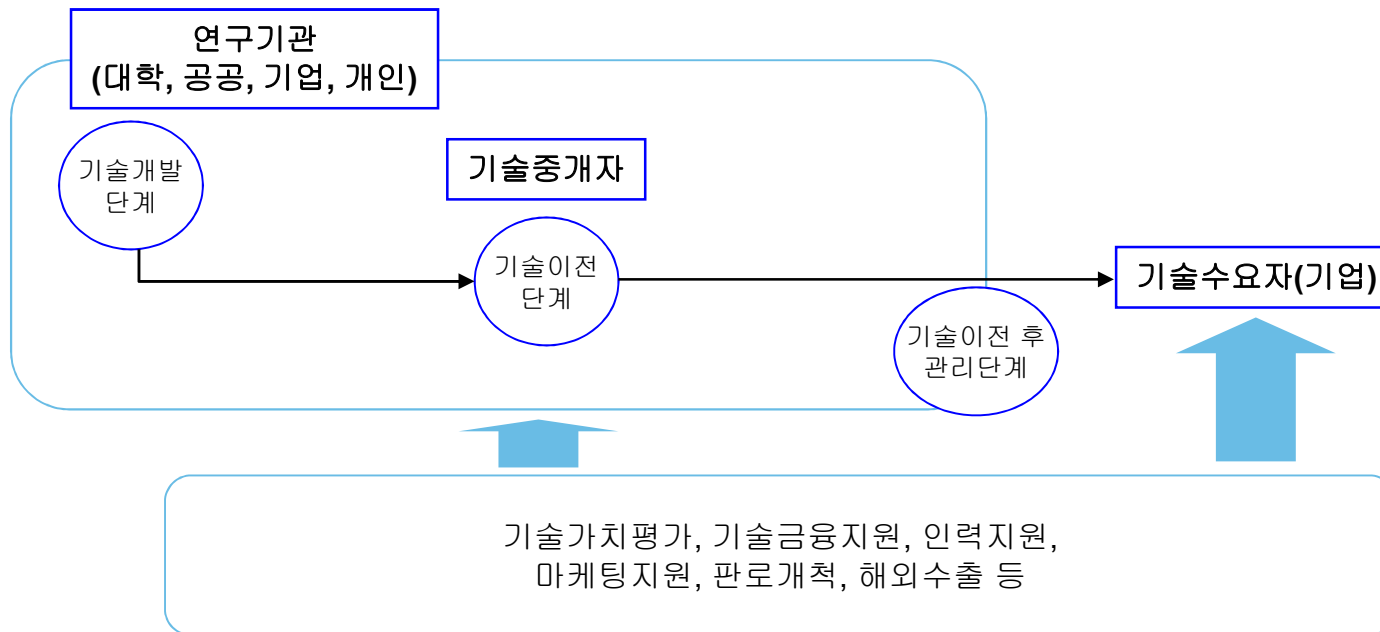 연구기관
(대학, 공공, 기업, 개인)
기술개발
단계
기술중개자
기술이전
단계
기술수요자(기업)
기술이전 후
관리단계
기술가치평가, 기술금융지원, 인력지원,
마케팅지원, 판로개척, 해외수출 등